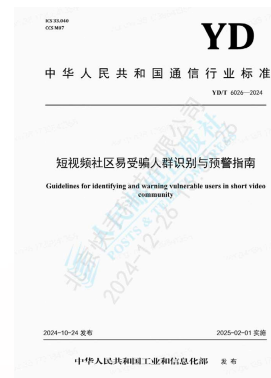 ICS 33.040
CCS M07
YD
中华人民共和国通信行业标准
YD/T 6026—2024
短视频社区易受骗人群识别与预警指南
Guidelines for identifying and warning vulnerable users in short video
community
2024-10-24 发布
2025-02-01 实施
中华人民共和国工业和信息化部 发 布